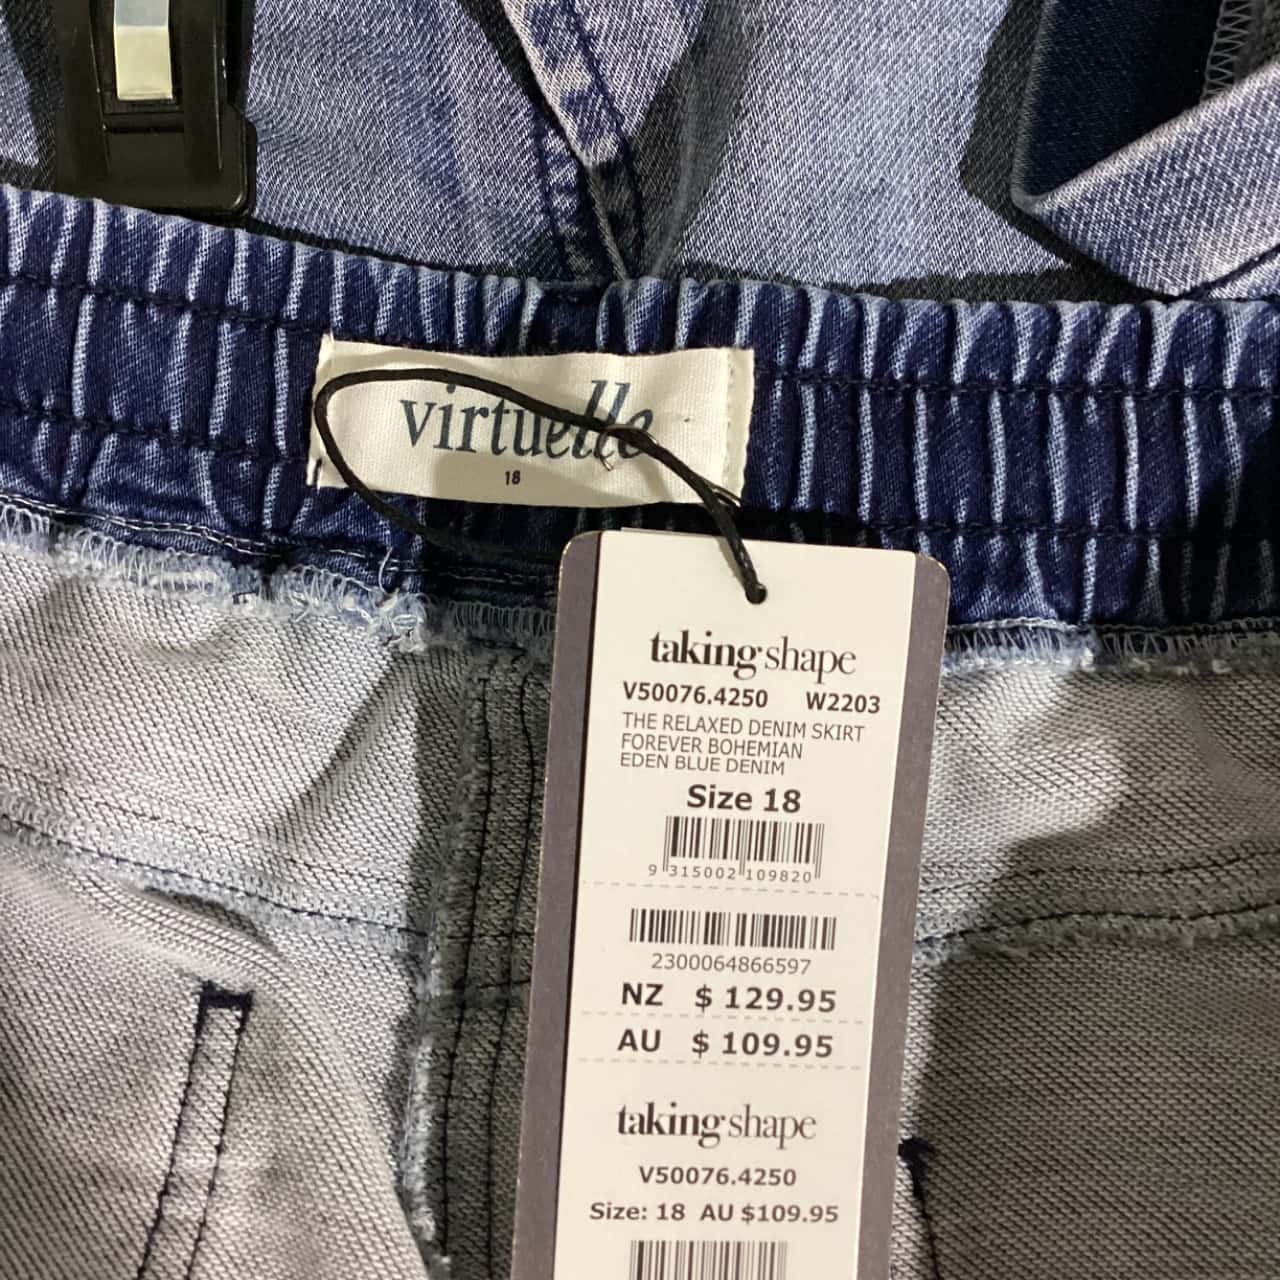 virtuelle
18
taking shape
V50076.4250 W2203
THE RELAXED DENIM SKIRT
FOREVER BOHEMIAN
EDEN BLUE DENIM
Size 18
9 315002 109820
2300064866597
NZ $ 129.95
AU $ 109.95
taking shape
V50076.4250
Size: 18 AU $109.95